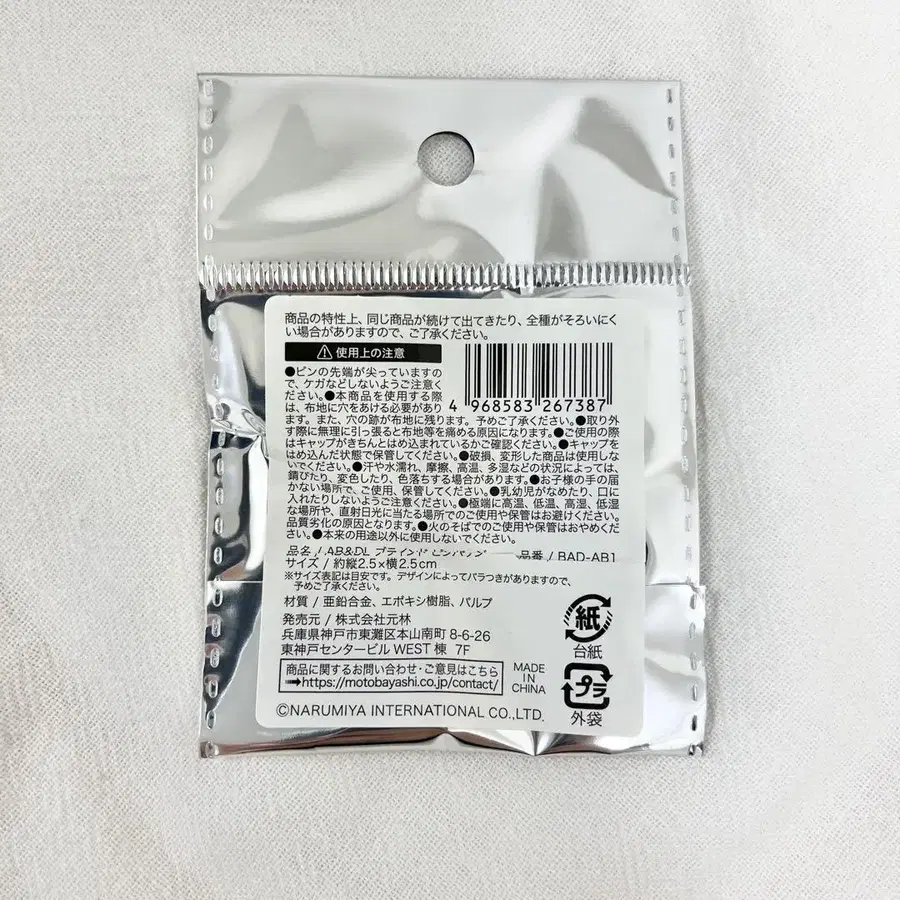 商品の特性上、同じ商品が続けて出てきたり、全種がそろいにく
い場合がありますので、ご了承ください。
⚠使用上の注意
●ピンの先端が尖っていますの
で、ケガなどしないようご注意く
ださい。●本商品を使用する際
は、布地に穴をあける必要があり
ます。また、穴の跡が布地に残ります。予めご了承ください。●取り外
す際に無理に引っ張ると布地等を痛める原因になります。●ご使用の際
はキャップがきちんとはめ込まれているかご確認ください。●キャップを
はめ込んだ状態で保管してください。●破損、変形した商品は使用しな
いでください。●汗や水濡れ、摩擦、高温、多湿などの状況によっては、
錆びたり、変色したり、色落ちする場合があります。●お子様の手の届
かない場所で、ご使用、保管してください。●乳幼児がなめたり、口に
入れたりしないようご注意ください。●極端に高温、低温、高湿、低湿
な場所や、直射日光に当たる場所でのご使用や保管はお避けください。
品質劣化の原因となります。●火のそばでのご使用や保管はおやめくだ
さい。●本来の用途以外に使用しないでください。
4 968583 267387
品名 / AB&DL ブラインド ピンバッジ 品番 / BAD-AB1
サイズ / 約縦2.5×横2.5cm
※サイズ表記は目安です。デザインによってバラつきがありますので、
予めご了承ください。
材質 / 亜鉛合金、エポキシ樹脂、パルプ
発売元 / 株式会社元林
兵庫県神戸市東灘区本山南町 8-6-26
東神戸センタービル WEST 棟 7F
商品に関するお問い合わせ・ご意見はこちら
→https://motobayashi.co.jp/contact/
MADE
IN
CHINA
紙
台紙
プラ
外袋
©NARUMIYA INTERNATIONAL CO.,LTD.